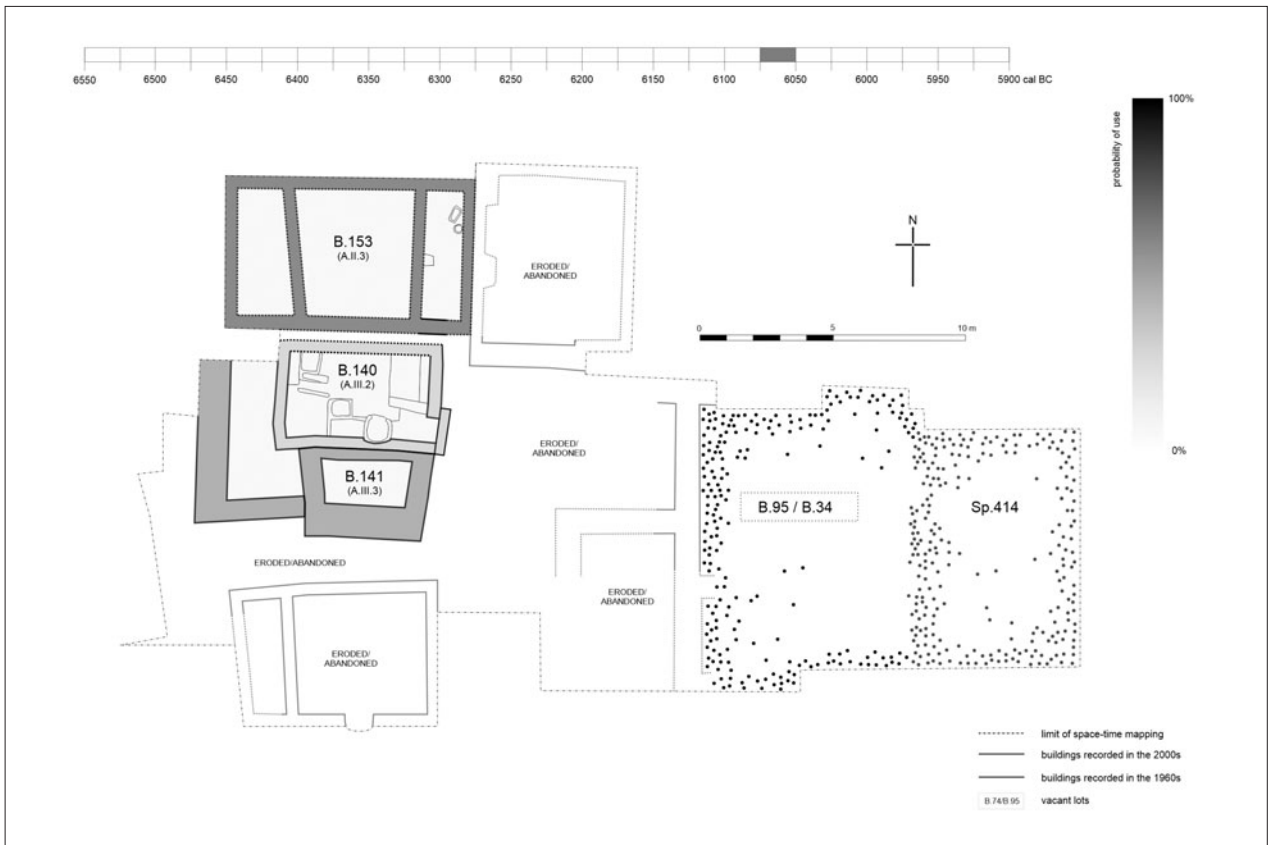 6550 6500 6450 6400 6350 6300 6250 6200 6150 6100 6050 6000 5950 5900 cal BC
100%
probability of use
0%
N
0 5 10 m
B.153
(A.II.3)
ERODED/
ABANDONED
B.140
(A.III.2)
B.141
(A.III.3)
ERODED/
ABANDONED
B.95 / B.34
Sp.414
ERODED/ABANDONED
ERODED/
ABANDONED
ERODED/
ABANDONED
limit of space-time mapping
buildings recorded in the 2000s
buildings recorded in the 1960s
B.74/B.95 vacant lots